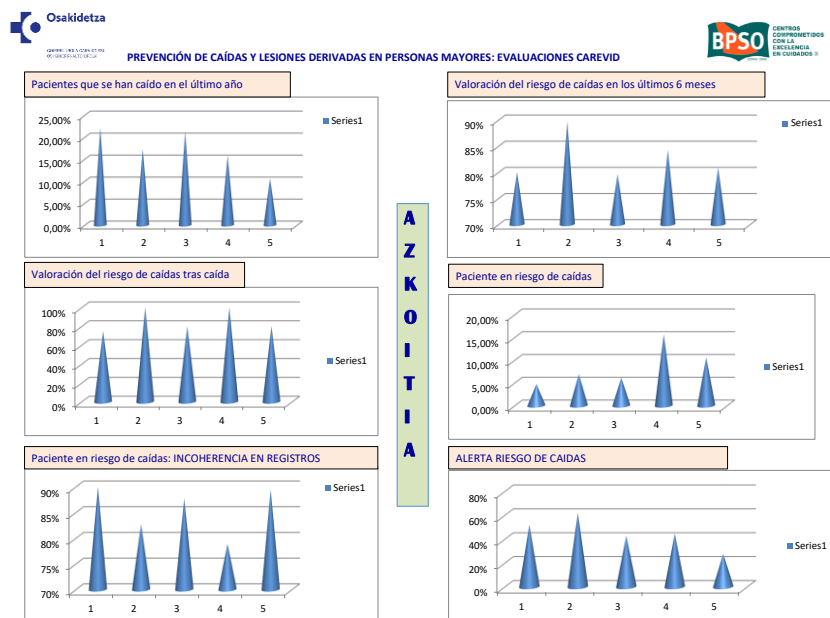 Osakidetza
BPSO
CENTROS
COMPROMETIDOS
CON LA
EXCELENCIA
EN CUIDADOS ®
PREVENCIÓN DE CAÍDAS Y LESIONES DERIVADAS EN PERSONAS MAYORES: EVALUACIONES CAREVID
Pacientes que se han caído en el último año
25,00%
20,00%
15,00%
10,00%
5,00%
0,00%
1 2 3 4 5
Series1
Valoración del riesgo de caídas en los últimos 6 meses
90%
85%
80%
75%
70%
1 2 3 4 5
Series1
AZKOITIA
Valoración del riesgo de caídas tras caída
100%
80%
60%
40%
20%
0%
1 2 3 4 5
Series1
Paciente en riesgo de caídas
20,00%
15,00%
10,00%
5,00%
0,00%
1 2 3 4 5
Series1
Paciente en riesgo de caídas: INCOHERENCIA EN REGISTROS
90%
85%
80%
75%
70%
1 2 3 4 5
Series1
ALERTA RIESGO DE CAIDAS
80%
60%
40%
20%
0%
1 2 3 4 5
Series1